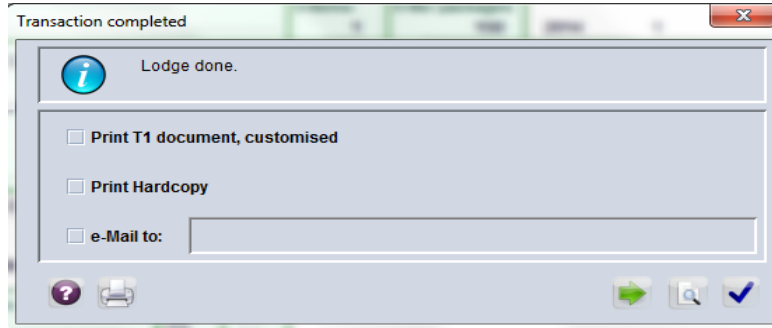 Transaction completed
Lodge done.
Print T1 document, customised
Print Hardcopy
e-Mail to: